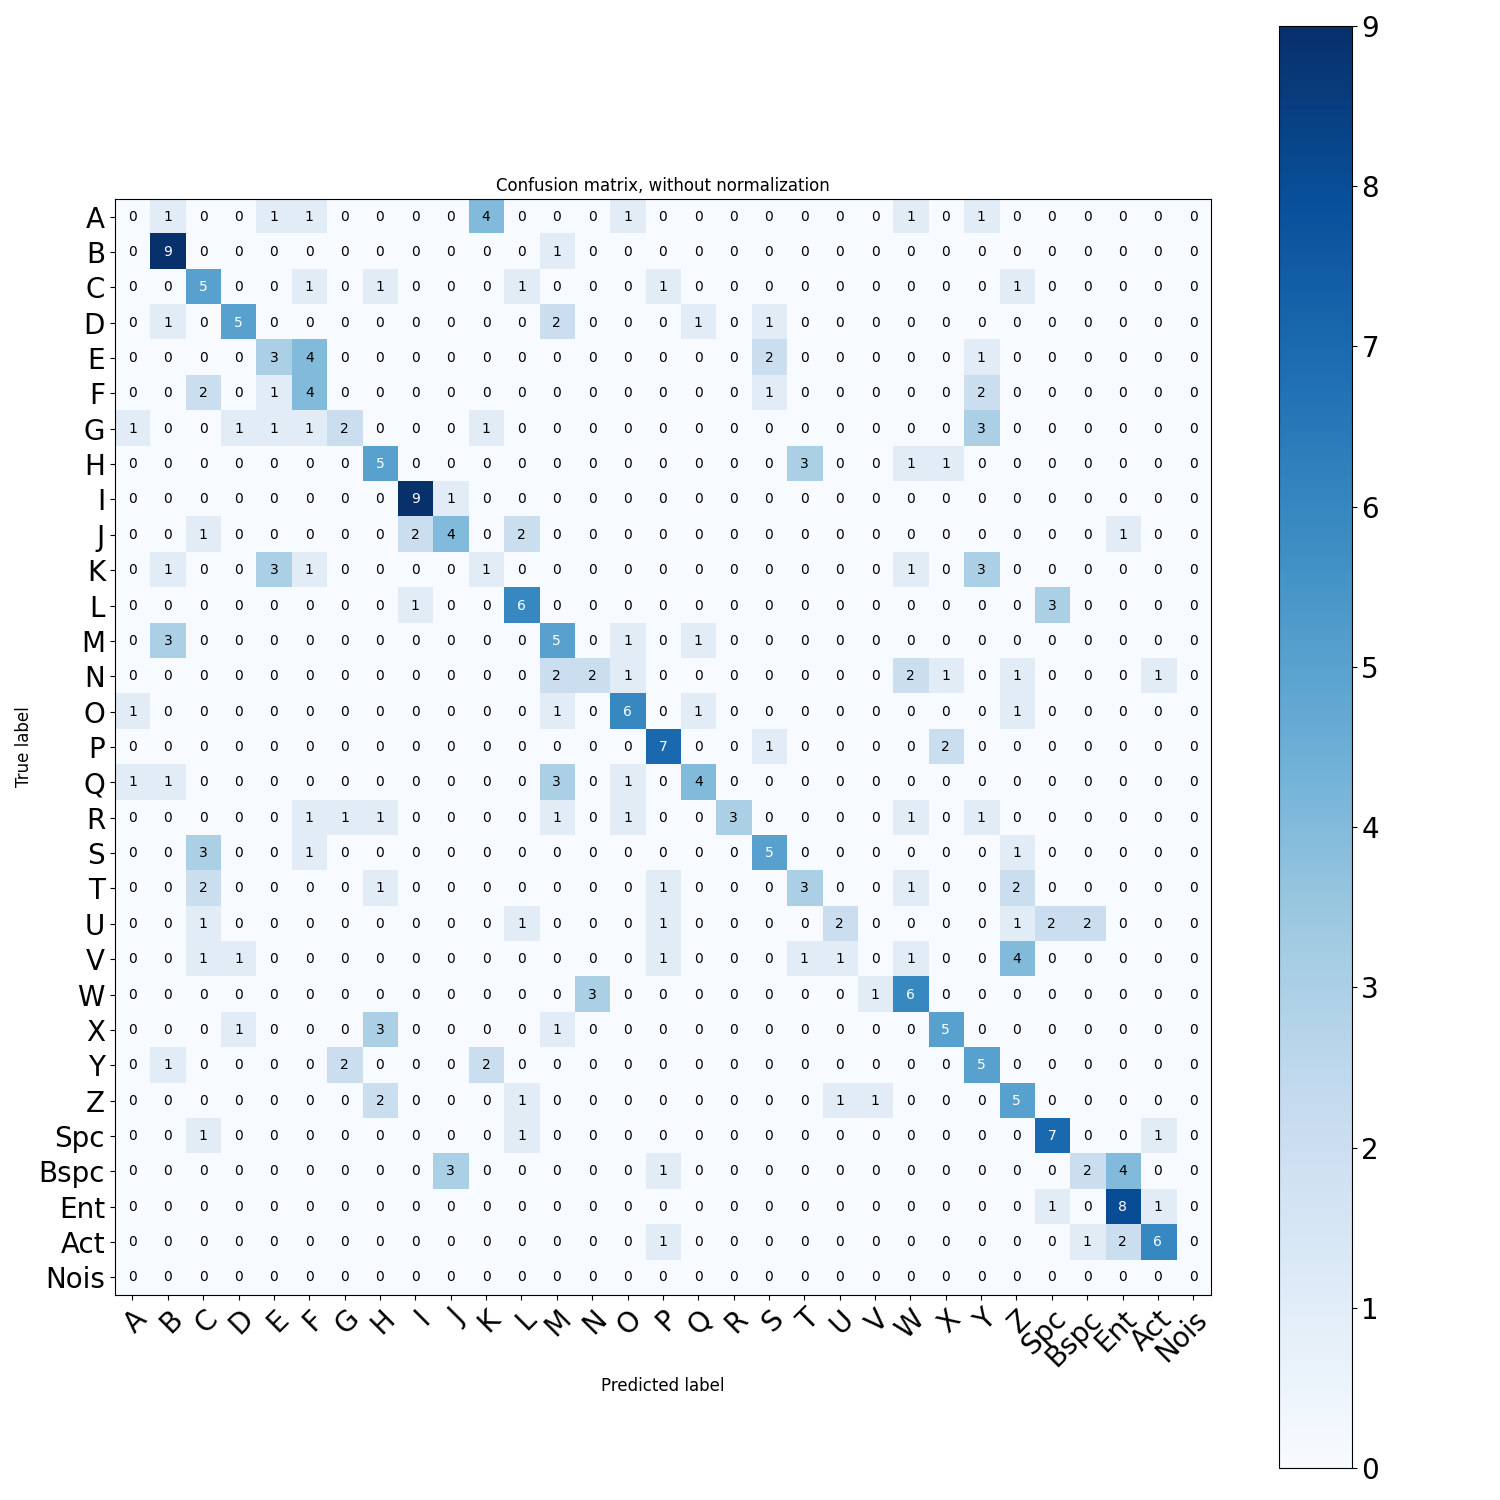 Confusion matrix, without normalization
A 0 1 0 0 1 1 0 0 0 0 4 0 0 0 1 0 0 0 0 0 0 0 1 0 1 0 0 0 0 0 0
B 0 9 0 0 0 0 0 0 0 0 0 0 1 0 0 0 0 0 0 0 0 0 0 0 0 0 0 0 0 0 0
C 0 0 5 0 0 1 0 1 0 0 0 1 0 0 0 1 0 0 0 0 0 0 0 0 0 1 0 0 0 0 0
D 0 1 0 5 0 0 0 0 0 0 0 0 2 0 0 0 1 0 1 0 0 0 0 0 0 0 0 0 0 0 0
E 0 0 0 0 3 4 0 0 0 0 0 0 0 0 0 0 0 0 2 0 0 0 0 0 1 0 0 0 0 0 0
F 0 0 2 0 1 4 0 0 0 0 0 0 0 0 0 0 0 0 1 0 0 0 0 0 2 0 0 0 0 0 0
G 1 0 0 1 1 1 2 0 0 0 1 0 0 0 0 0 0 0 0 0 0 0 0 0 3 0 0 0 0 0 0
H 0 0 0 0 0 0 0 5 0 0 0 0 0 0 0 0 0 0 0 3 0 0 1 1 0 0 0 0 0 0 0
I 0 0 0 0 0 0 0 0 9 1 0 0 0 0 0 0 0 0 0 0 0 0 0 0 0 0 0 0 0 0 0
J 0 0 1 0 0 0 0 0 2 4 0 2 0 0 0 0 0 0 0 0 0 0 0 0 0 0 0 0 1 0 0
K 0 1 0 0 3 1 0 0 0 0 1 0 0 0 0 0 0 0 0 0 0 0 1 0 3 0 0 0 0 0 0
L 0 0 0 0 0 0 0 0 1 0 0 6 0 0 0 0 0 0 0 0 0 0 0 0 0 0 3 0 0 0 0
M 0 3 0 0 0 0 0 0 0 0 0 0 5 0 1 0 1 0 0 0 0 0 0 0 0 0 0 0 0 0 0
N 0 0 0 0 0 0 0 0 0 0 0 0 2 2 1 0 0 0 0 0 0 0 2 1 0 1 0 0 0 1 0
O 1 0 0 0 0 0 0 0 0 0 0 0 1 0 6 0 1 0 0 0 0 0 0 0 0 1 0 0 0 0 0
P 0 0 0 0 0 0 0 0 0 0 0 0 0 0 0 7 0 0 1 0 0 0 0 2 0 0 0 0 0 0 0
Q 1 1 0 0 0 0 0 0 0 0 0 0 3 0 1 0 4 0 0 0 0 0 0 0 0 0 0 0 0 0 0
R 0 0 0 0 0 1 1 1 0 0 0 0 1 0 1 0 0 3 0 0 0 0 1 0 1 0 0 0 0 0 0
S 0 0 3 0 0 1 0 0 0 0 0 0 0 0 0 0 0 0 5 0 0 0 0 0 0 1 0 0 0 0 0
T 0 0 2 0 0 0 0 1 0 0 0 0 0 0 0 1 0 0 0 3 0 0 1 0 0 2 0 0 0 0 0
U 0 0 1 0 0 0 0 0 0 0 0 1 0 0 0 1 0 0 0 0 2 0 0 0 0 1 2 2 0 0 0
V 0 0 1 1 0 0 0 0 0 0 0 0 0 0 0 1 0 0 0 1 1 0 1 0 0 4 0 0 0 0 0
W 0 0 0 0 0 0 0 0 0 0 0 0 0 3 0 0 0 0 0 0 0 1 6 0 0 0 0 0 0 0 0
X 0 0 0 1 0 0 0 3 0 0 0 0 1 0 0 0 0 0 0 0 0 0 0 5 0 0 0 0 0 0 0
Y 0 1 0 0 0 0 2 0 0 0 2 0 0 0 0 0 0 0 0 0 0 0 0 0 5 0 0 0 0 0 0
Z 0 0 0 0 0 0 0 2 0 0 0 1 0 0 0 0 0 0 0 0 1 1 0 0 0 5 0 0 0 0 0
Spc 0 0 1 0 0 0 0 0 0 0 0 1 0 0 0 0 0 0 0 0 0 0 0 0 0 0 7 0 0 1 0
Bspc 0 0 0 0 0 0 0 0 0 3 0 0 0 0 0 1 0 0 0 0 0 0 0 0 0 0 0 2 4 0 0
Ent 0 0 0 0 0 0 0 0 0 0 0 0 0 0 0 0 0 0 0 0 0 0 0 0 0 0 1 0 8 1 0
Act 0 0 0 0 0 0 0 0 0 0 0 0 0 0 0 1 0 0 0 0 0 0 0 0 0 0 0 1 2 6 0
Nois 0 0 0 0 0 0 0 0 0 0 0 0 0 0 0 0 0 0 0 0 0 0 0 0 0 0 0 0 0 0 0
A B C D E F G H I J K L M N O P Q R S T U V W X Y Z Spc Bspc Ent Act Nois
Predicted label
True label
9
8
7
6
5
4
3
2
1
0